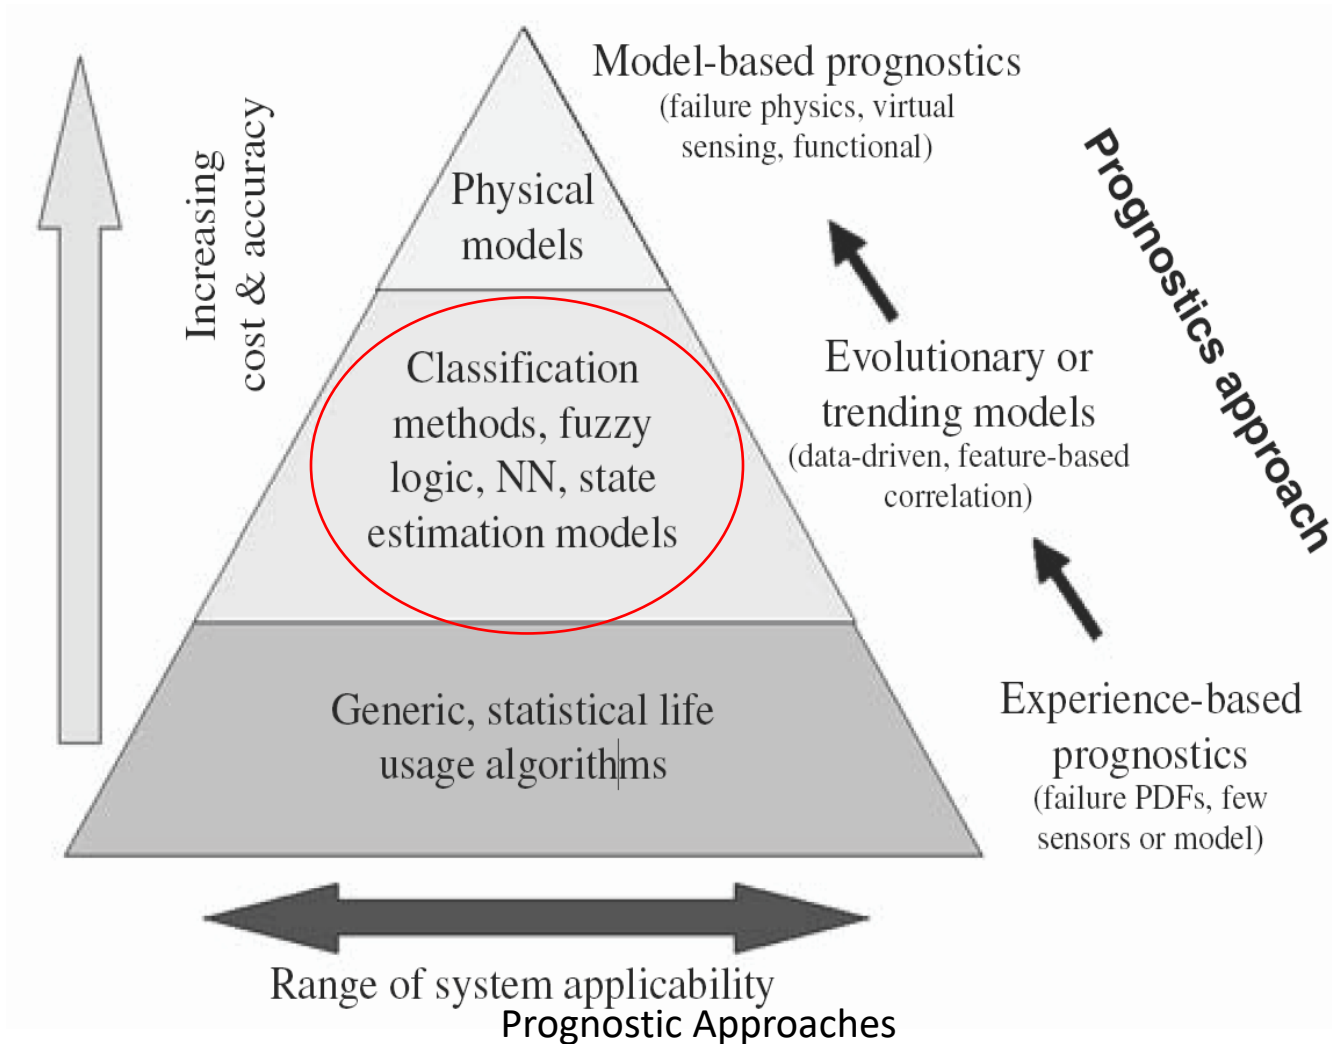 Model-based prognostics
(failure physics, virtual
sensing, functional)
Increasing
cost & accuracy
Physical
models
Prognostics approach
Classification
methods, fuzzy
logic, NN, state
estimation models
Evolutionary or
trending models
(data-driven, feature-based
correlation)
Generic, statistical life
usage algorithms
Experience-based
prognostics
(failure PDFs, few
sensors or model)
Range of system applicability
Prognostic Approaches